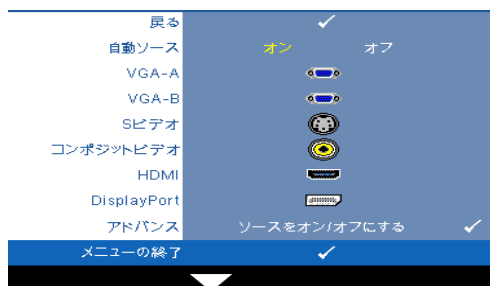 戻る
自動ソース オン オフ
VGA-A
VGA-B
Sビデオ
コンポジットビデオ
HDMI
DisplayPort
アドバンス ソースをオン/オフにする
メニューの終了